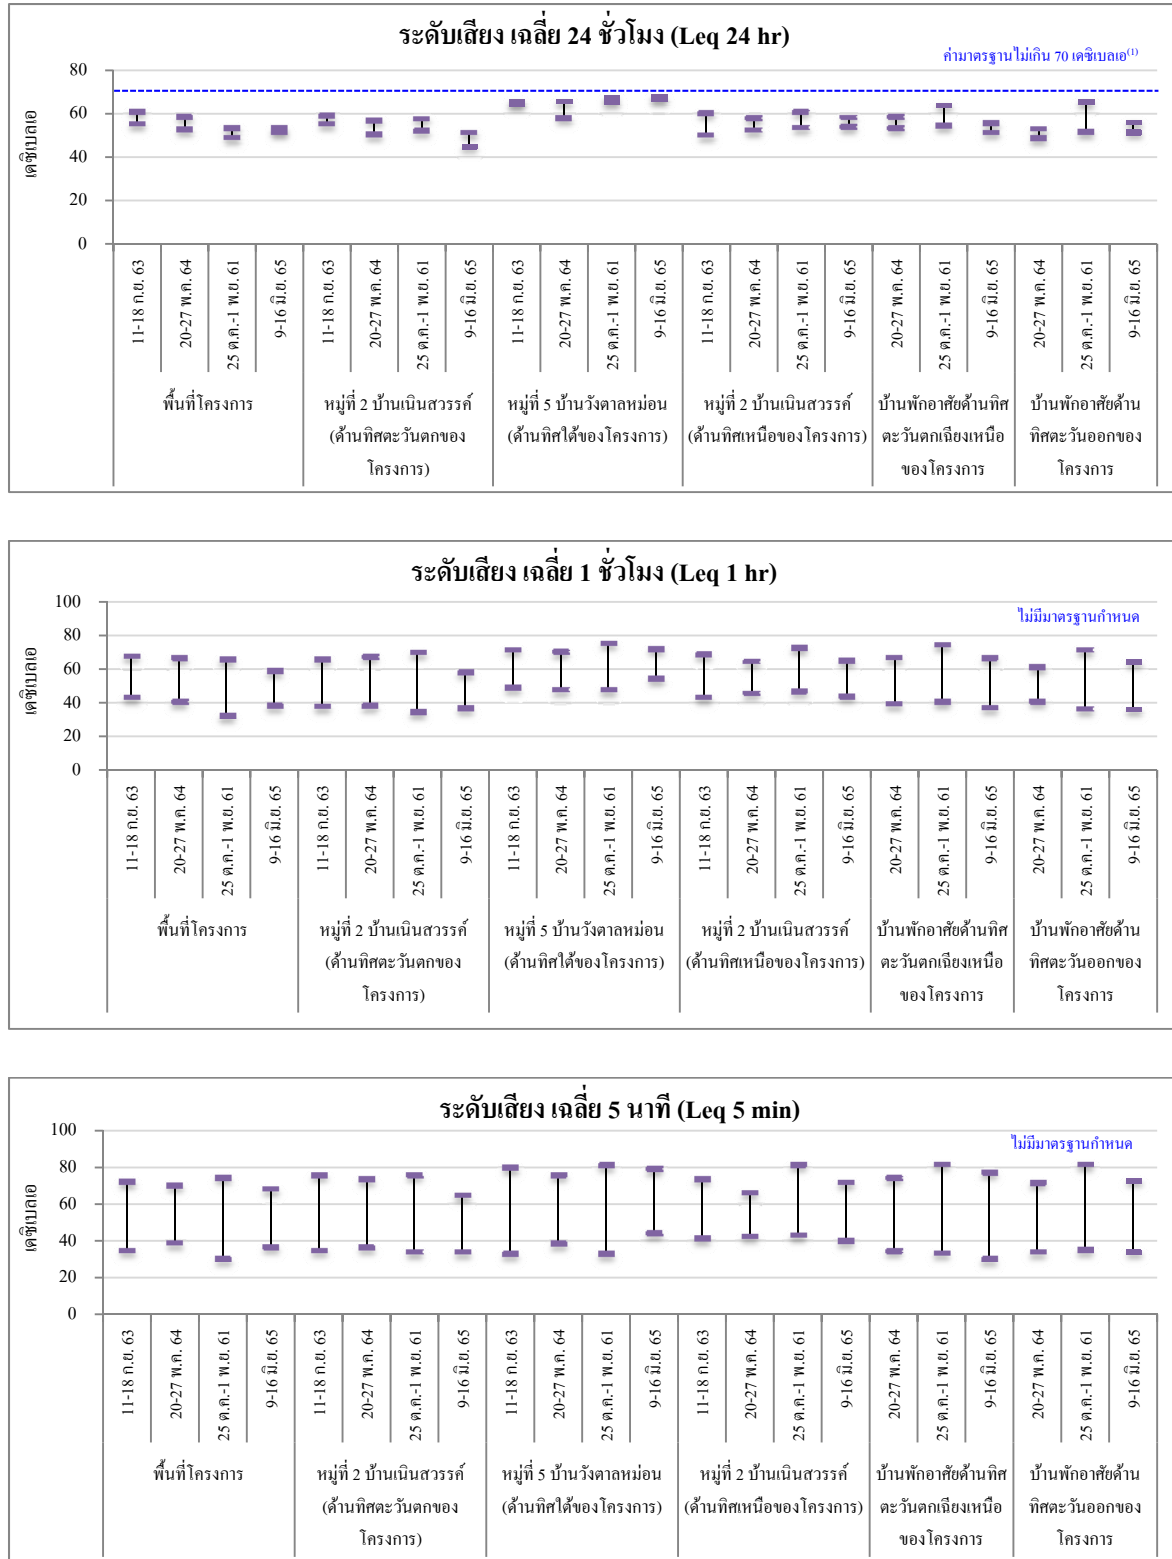 ระดับเสียง เฉลี่ย 24 ชั่วโมง (Leq 24 hr)
ค่ามาตรฐานไม่เกิน 70 เดซิเบลเอ(1)
เดซิเบลเอ
80
60
40
20
0
11-18 ก.ย. 63
20-27 พ.ค. 64
25 ต.ค.-1 พ.ย. 61
9-16 มิ.ย. 65
11-18 ก.ย. 63
20-27 พ.ค. 64
25 ต.ค.-1 พ.ย. 61
9-16 มิ.ย. 65
11-18 ก.ย. 63
20-27 พ.ค. 64
25 ต.ค.-1 พ.ย. 61
9-16 มิ.ย. 65
11-18 ก.ย. 63
20-27 พ.ค. 64
25 ต.ค.-1 พ.ย. 61
9-16 มิ.ย. 65
20-27 พ.ค. 64
25 ต.ค.-1 พ.ย. 61
9-16 มิ.ย. 65
20-27 พ.ค. 64
25 ต.ค.-1 พ.ย. 61
9-16 มิ.ย. 65
พื้นที่โครงการ
หมู่ที่ 2 บ้านเนินสวรรค์
(ด้านทิศตะวันตกของ
โครงการ)
หมู่ที่ 5 บ้านวังตาลหม่อน
(ด้านทิศใต้ของโครงการ)
หมู่ที่ 2 บ้านเนินสวรรค์
(ด้านทิศเหนือของโครงการ)
บ้านพักอาศัยด้านทิศ
ตะวันตกเฉียงเหนือ
ของโครงการ
บ้านพักอาศัยด้าน
ทิศตะวันออกของ
โครงการ
ระดับเสียง เฉลี่ย 1 ชั่วโมง (Leq 1 hr)
ไม่มีมาตรฐานกำหนด
เดซิเบลเอ
100
80
60
40
20
0
11-18 ก.ย. 63
20-27 พ.ค. 64
25 ต.ค.-1 พ.ย. 61
9-16 มิ.ย. 65
11-18 ก.ย. 63
20-27 พ.ค. 64
25 ต.ค.-1 พ.ย. 61
9-16 มิ.ย. 65
11-18 ก.ย. 63
20-27 พ.ค. 64
25 ต.ค.-1 พ.ย. 61
9-16 มิ.ย. 65
11-18 ก.ย. 63
20-27 พ.ค. 64
25 ต.ค.-1 พ.ย. 61
9-16 มิ.ย. 65
20-27 พ.ค. 64
25 ต.ค.-1 พ.ย. 61
9-16 มิ.ย. 65
20-27 พ.ค. 64
25 ต.ค.-1 พ.ย. 61
9-16 มิ.ย. 65
พื้นที่โครงการ
หมู่ที่ 2 บ้านเนินสวรรค์
(ด้านทิศตะวันตกของ
โครงการ)
หมู่ที่ 5 บ้านวังตาลหม่อน
(ด้านทิศใต้ของโครงการ)
หมู่ที่ 2 บ้านเนินสวรรค์
(ด้านทิศเหนือของโครงการ)
บ้านพักอาศัยด้านทิศ
ตะวันตกเฉียงเหนือ
ของโครงการ
บ้านพักอาศัยด้าน
ทิศตะวันออกของ
โครงการ
ระดับเสียง เฉลี่ย 5 นาที (Leq 5 min)
ไม่มีมาตรฐานกำหนด
เดซิเบลเอ
100
80
60
40
20
0
11-18 ก.ย. 63
20-27 พ.ค. 64
25 ต.ค.-1 พ.ย. 61
9-16 มิ.ย. 65
11-18 ก.ย. 63
20-27 พ.ค. 64
25 ต.ค.-1 พ.ย. 61
9-16 มิ.ย. 65
11-18 ก.ย. 63
20-27 พ.ค. 64
25 ต.ค.-1 พ.ย. 61
9-16 มิ.ย. 65
11-18 ก.ย. 63
20-27 พ.ค. 64
25 ต.ค.-1 พ.ย. 61
9-16 มิ.ย. 65
20-27 พ.ค. 64
25 ต.ค.-1 พ.ย. 61
9-16 มิ.ย. 65
20-27 พ.ค. 64
25 ต.ค.-1 พ.ย. 61
9-16 มิ.ย. 65
พื้นที่โครงการ
หมู่ที่ 2 บ้านเนินสวรรค์
(ด้านทิศตะวันตกของ
โครงการ)
หมู่ที่ 5 บ้านวังตาลหม่อน
(ด้านทิศใต้ของโครงการ)
หมู่ที่ 2 บ้านเนินสวรรค์
(ด้านทิศเหนือของโครงการ)
บ้านพักอาศัยด้านทิศ
ตะวันตกเฉียงเหนือ
ของโครงการ
บ้านพักอาศัยด้าน
ทิศตะวันออกของ
โครงการ